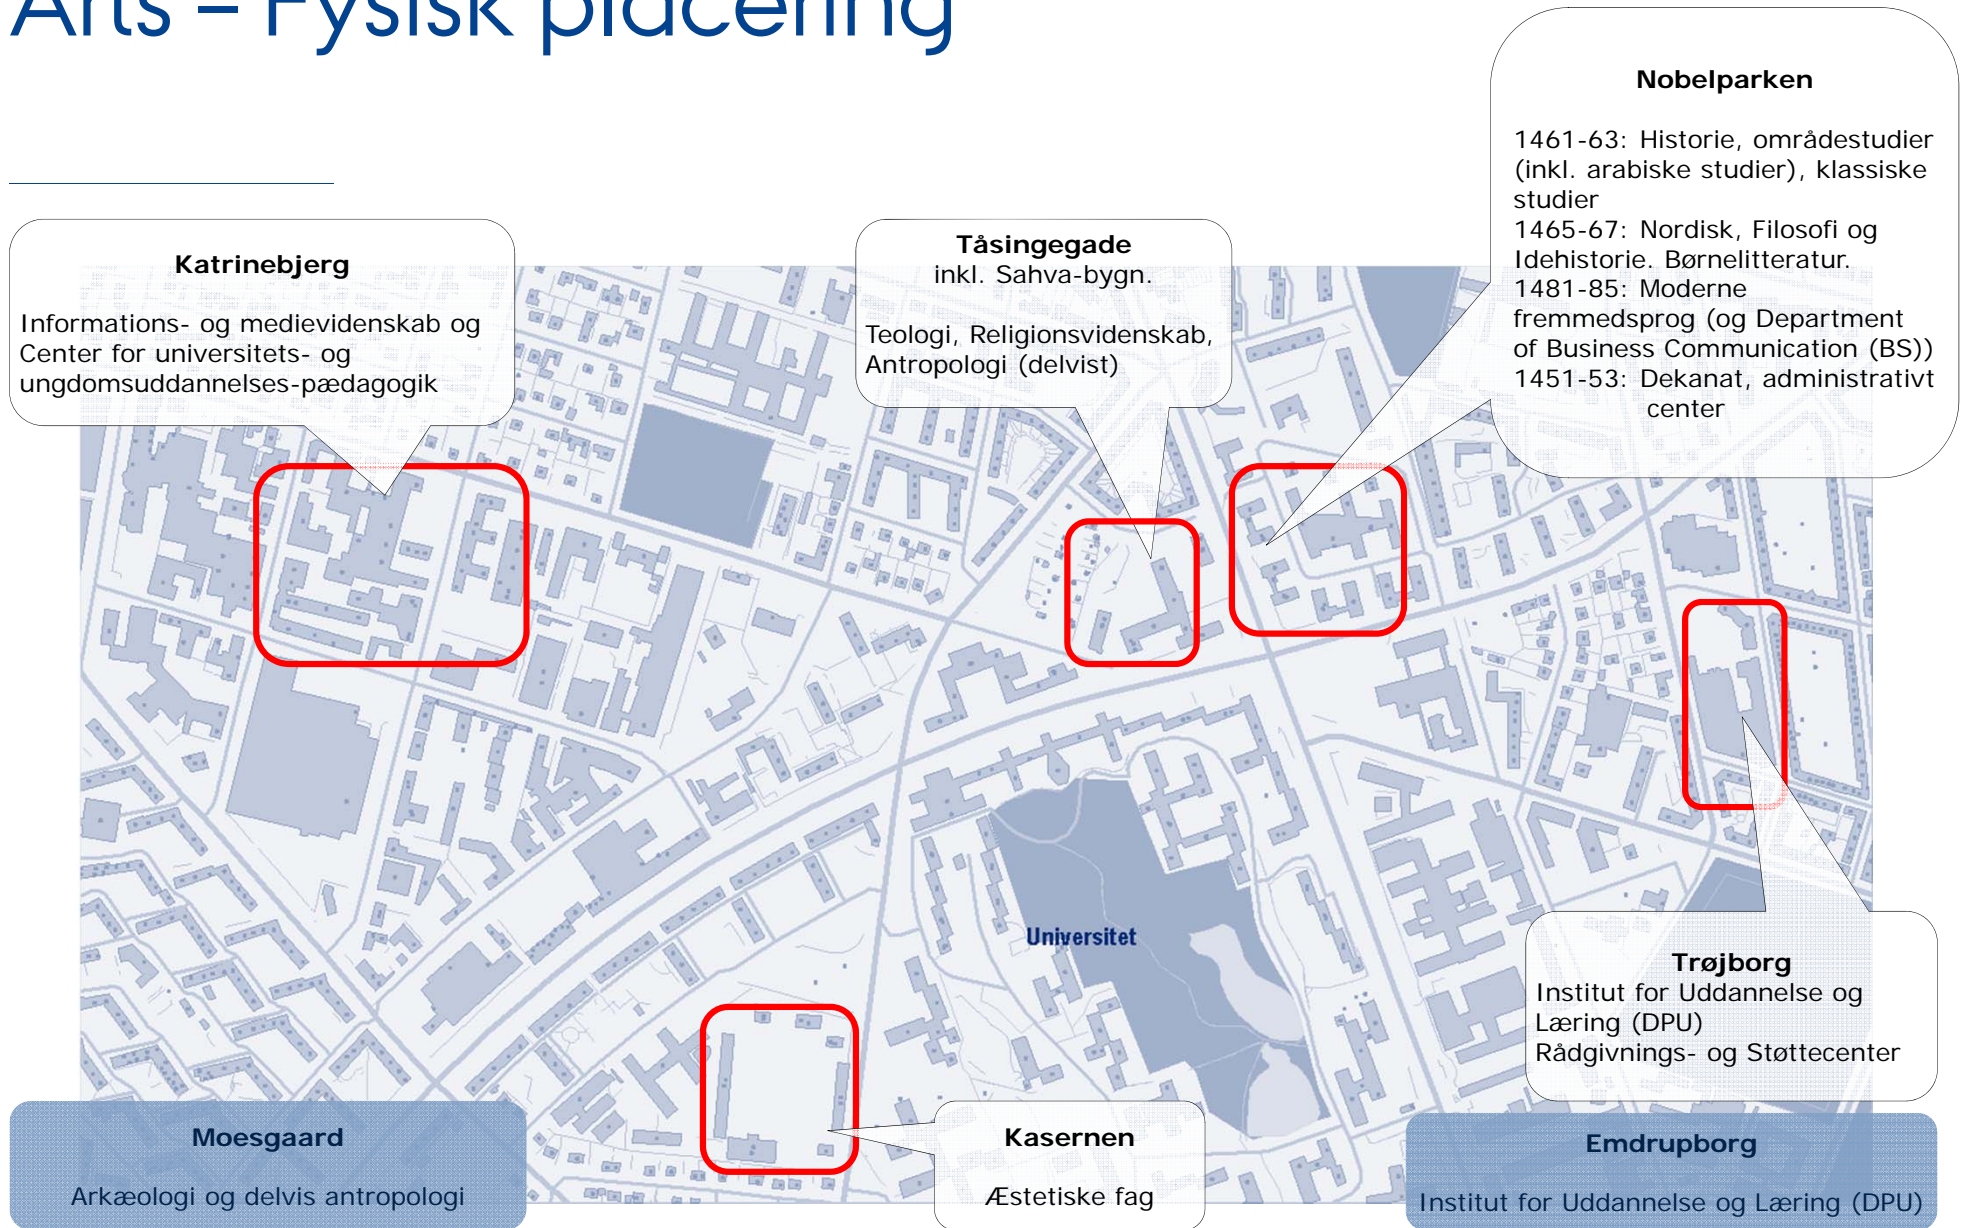 Arts – Fysisk placering
Nobelparken
1461-63: Historie, områdestudier
(inkl. arabiske studier), klassiske
studier
1465-67: Nordisk, Filosofi og
Idehistorie. Børnelitteratur.
1481-85: Moderne
fremmedsprog (og Department
of Business Communication (BS))
1451-53: Dekanat, administrativt
center
Katrinebjerg
Informations- og medievidenskab og
Center for universitets- og
ungdomsuddannelses-pædagogik
Tåsingegade
inkl. Sahva-bygn.
Teologi, Religionsvidenskab,
Antropologi (delvist)
Universitet
Trøjborg
Institut for Uddannelse og
Læring (DPU)
Rådgivnings- og Støttecenter
Moesgaard
Arkæologi og delvis antropologi
Kasernen
Æstetiske fag
Emdrupborg
Institut for Uddannelse og Læring (DPU)